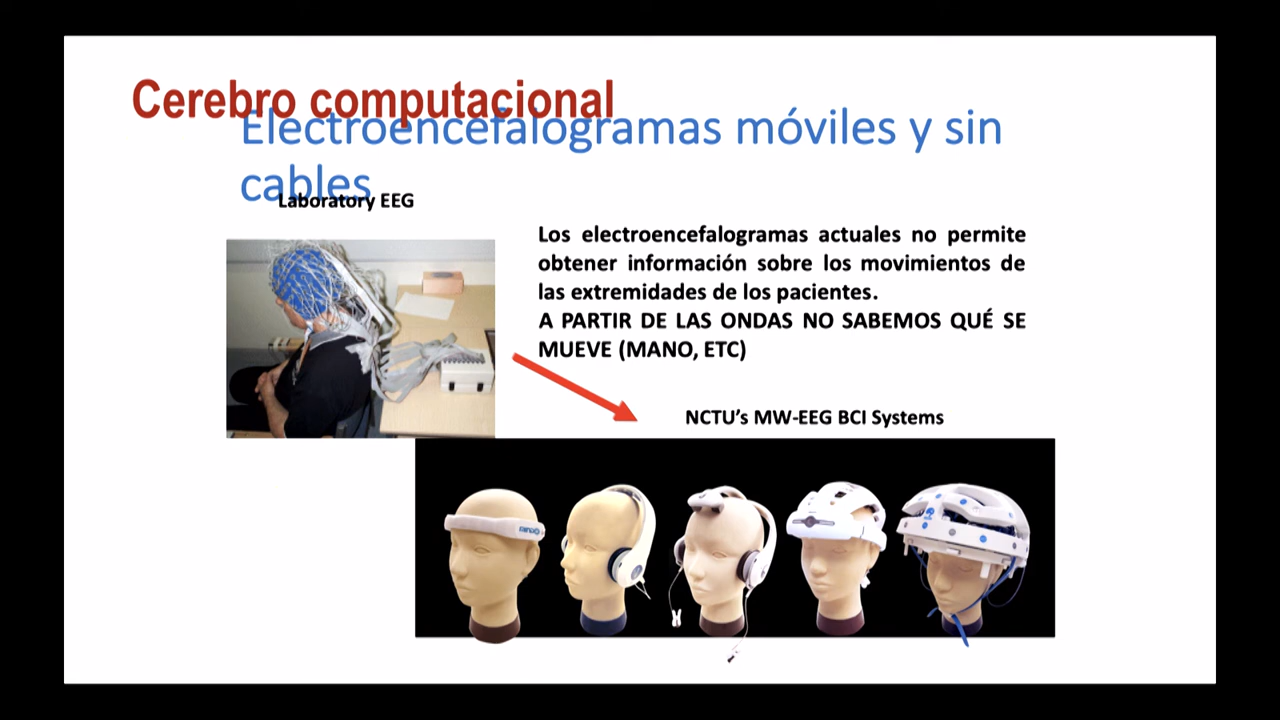 Cerebro computacional
Electroencefalogramas móviles y sin
cables
Laboratory EEG
Los electroencefalogramas actuales no permite
obtener información sobre los movimientos de
las extremidades de los pacientes.
A PARTIR DE LAS ONDAS NO SABEMOS QUÉ SE
MUEVE (MANO, ETC)
NCTU's MW-EEG BCI Systems